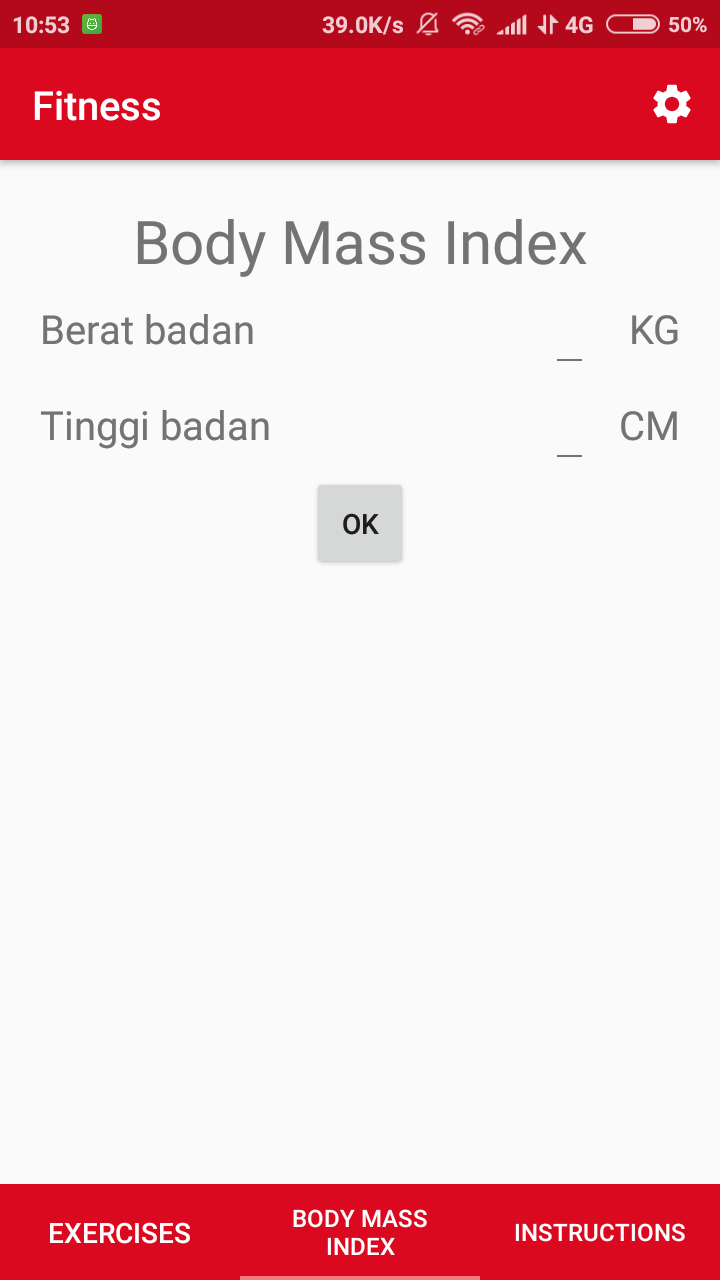 10:53 39.0K/s 4G 50%
Fitness
Body Mass Index
Berat badan _ KG
Tinggi badan _ CM
OK
EXERCISES
BODY MASS
INDEX
INSTRUCTIONS